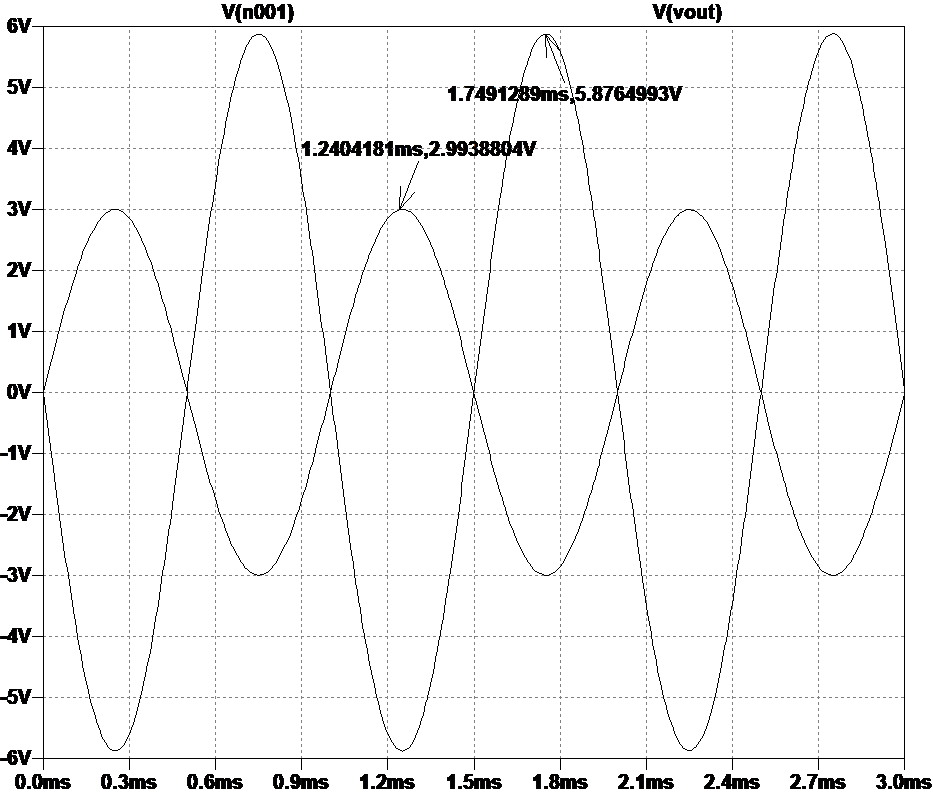 V(n001) V(vout)
6V
5V
1.7491289ms,5.8764993V
4V
1.2404181ms,2.9938804V
3V
2V
1V
0V
-1V
-2V
-3V
-4V
-5V
-6V
0.0ms 0.3ms 0.6ms 0.9ms 1.2ms 1.5ms 1.8ms 2.1ms 2.4ms 2.7ms 3.0ms